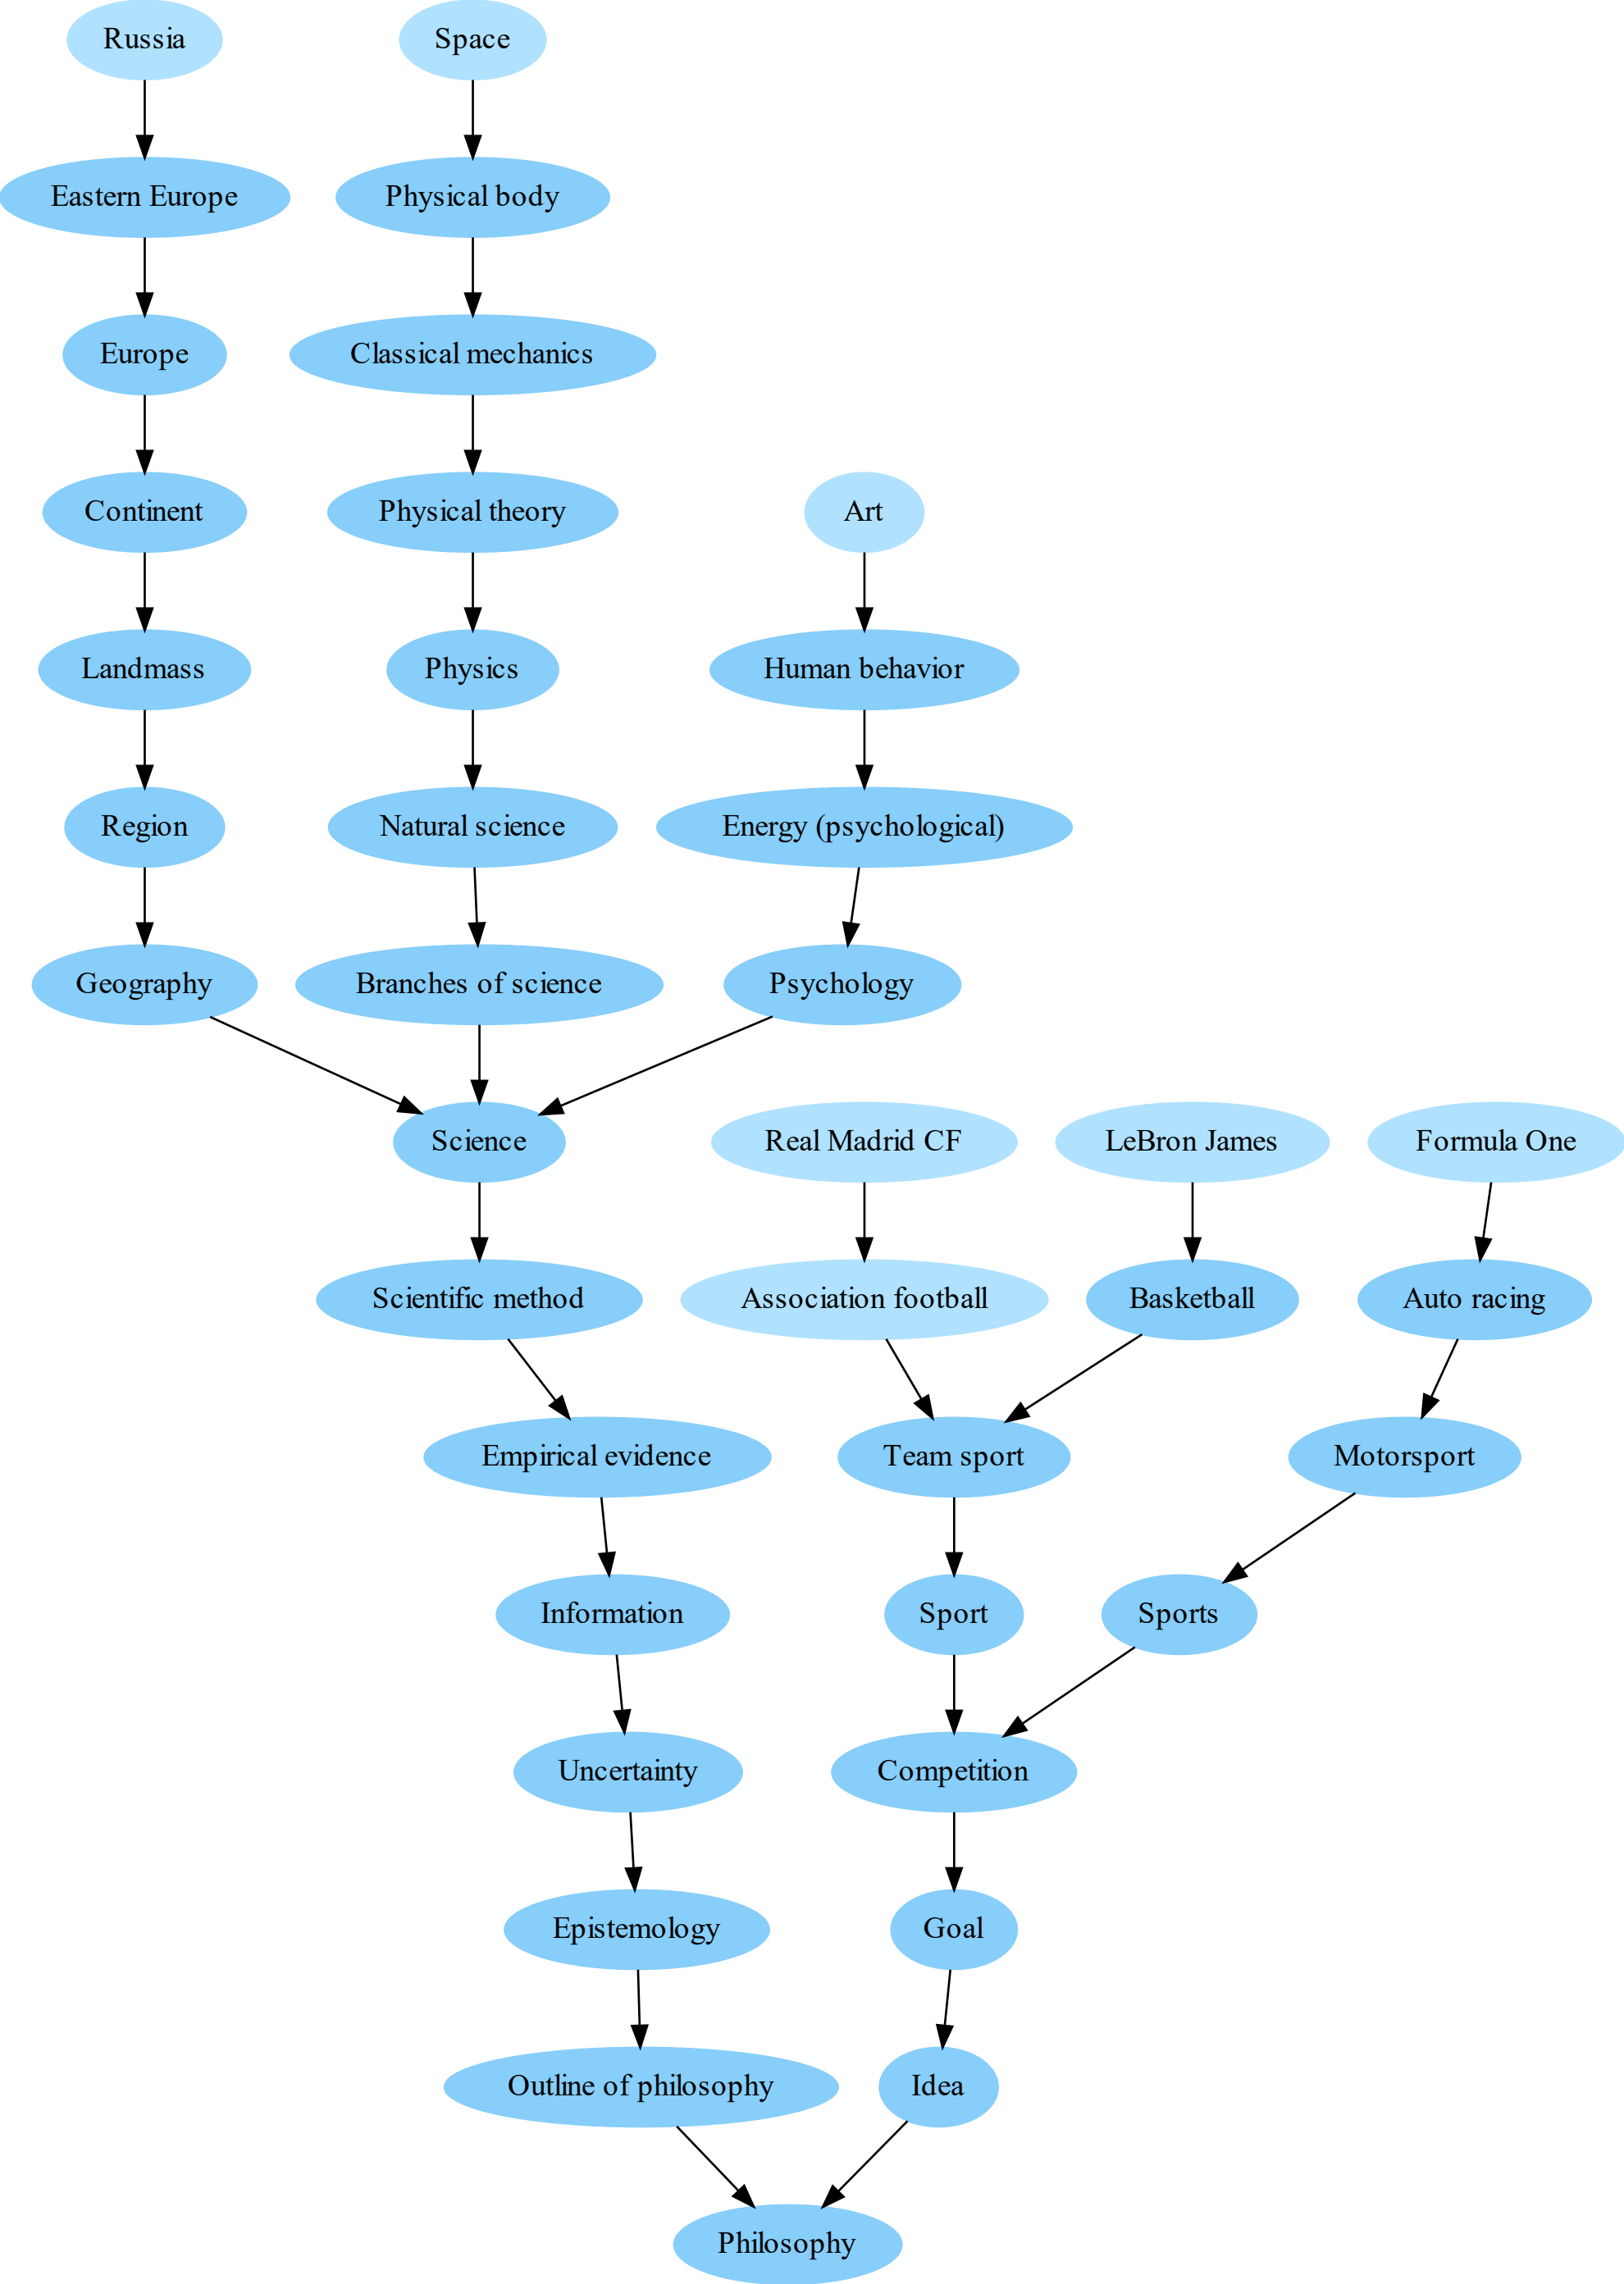 Russia
Space
Eastern Europe
Physical body
Europe
Classical mechanics
Continent
Physical theory
Art
Landmass
Physics
Human behavior
Region
Natural science
Energy (psychological)
Geography
Branches of science
Psychology
Science
Real Madrid CF
LeBron James
Formula One
Scientific method
Association football
Basketball
Auto racing
Empirical evidence
Team sport
Motorsport
Information
Sport
Sports
Uncertainty
Competition
Epistemology
Goal
Outline of philosophy
Idea
Philosophy